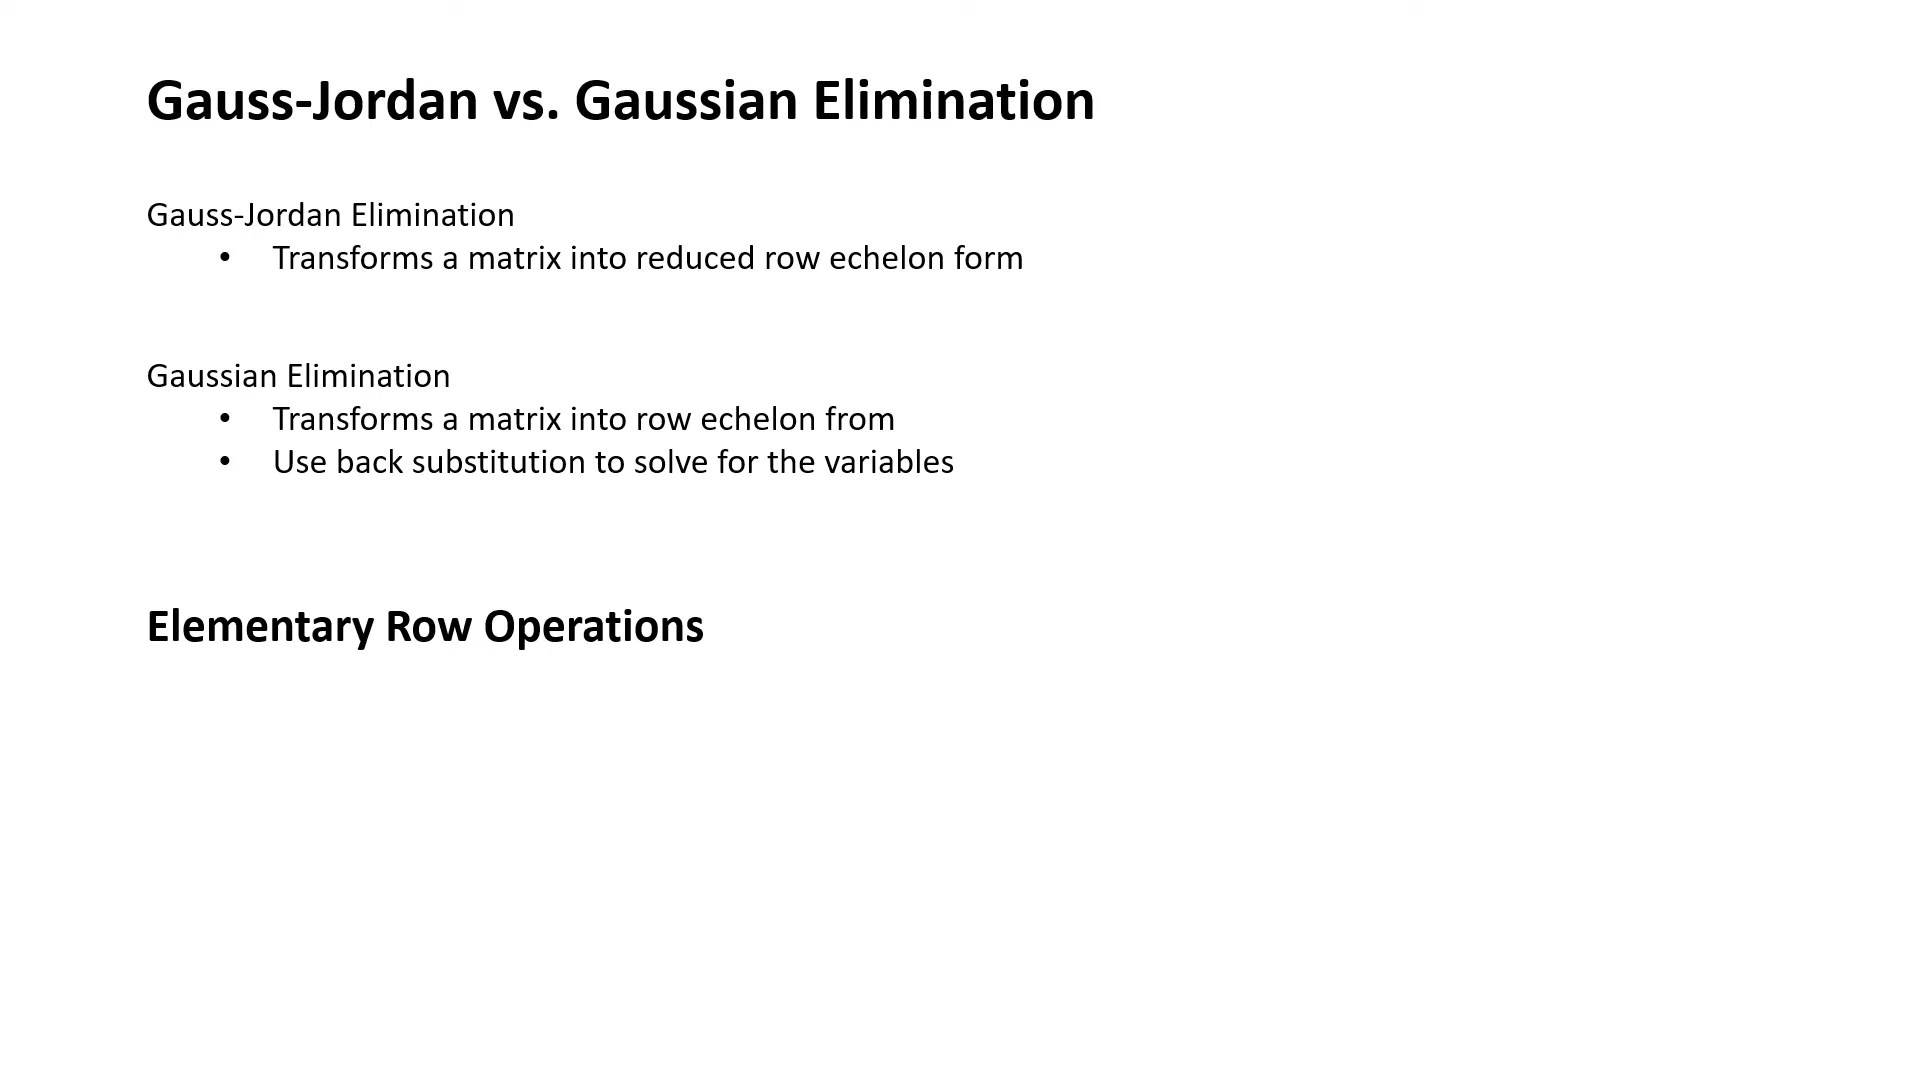 Gauss-Jordan vs. Gaussian Elimination
Gauss-Jordan Elimination
• Transforms a matrix into reduced row echelon form
Gaussian Elimination
• Transforms a matrix into row echelon from
• Use back substitution to solve for the variables
Elementary Row Operations